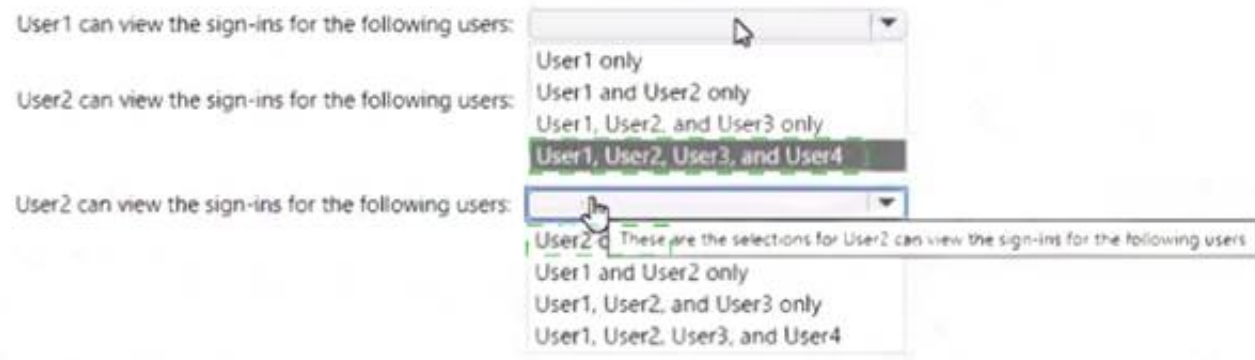 User1 can view the sign-ins for the following users:
User1 only
User1 and User2 only
User2 can view the sign-ins for the following users:
User1, User2, and User3 only
User1, User2, User3, and User4
User2 can view the sign-ins for the following users:
User2
These are the selections for User2 can view the sign-ins for the following users
User1 and User2 only
User1, User2, and User3 only
User1, User2, User3, and User4